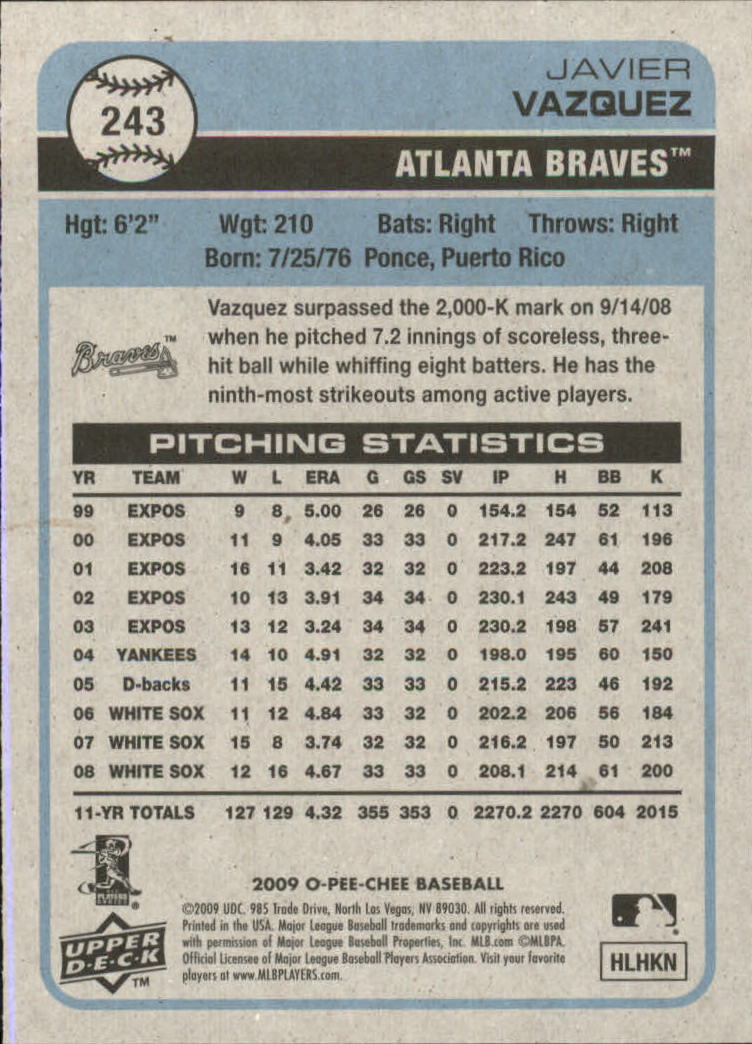 243
JAVIER
VAZQUEZ
ATLANTA BRAVES™
Hgt: 6'2" Wgt: 210 Bats: Right Throws: Right
Born: 7/25/76 Ponce, Puerto Rico
Braves™
Vazquez surpassed the 2,000-K mark on 9/14/08
when he pitched 7.2 innings of scoreless, three-
hit ball while whiffing eight batters. He has the
ninth-most strikeouts among active players.
PITCHING STATISTICS
YR TEAM W L ERA G GS SV IP H BB K
99 EXPOS 9 8 5.00 26 26 0 154.2 154 52 113
00 EXPOS 11 9 4.05 33 33 0 217.2 247 61 196
01 EXPOS 16 11 3.42 32 32 0 223.2 197 44 208
02 EXPOS 10 13 3.91 34 34 0 230.1 243 49 179
03 EXPOS 13 12 3.24 34 34 0 230.2 198 57 241
04 YANKEES 14 10 4.91 32 32 0 198.0 195 60 150
05 D-backs 11 15 4.42 33 33 0 215.2 223 46 192
06 WHITE SOX 11 12 4.84 33 32 0 202.2 206 56 184
07 WHITE SOX 15 8 3.74 32 32 0 216.2 197 50 213
08 WHITE SOX 12 16 4.67 33 33 0 208.1 214 61 200
11-YR TOTALS 127 129 4.32 355 353 0 2270.2 2270 604 2015
2009 O-PEE-CHEE BASEBALL
©2009 UDC. 985 Trade Drive, North Las Vegas, NV 89030. All rights reserved.
Printed in the USA. Major League Baseball trademarks and copyrights are used
with permission of Major League Baseball Properties, Inc. MLB.com ©MLBPA.
Official Licensee of Major League Baseball Players Association. Visit your favorite
players at www.MLBPLAYERS.com.
PLAYERS
®
UPPER
D·E·C·K
™
HLHKN